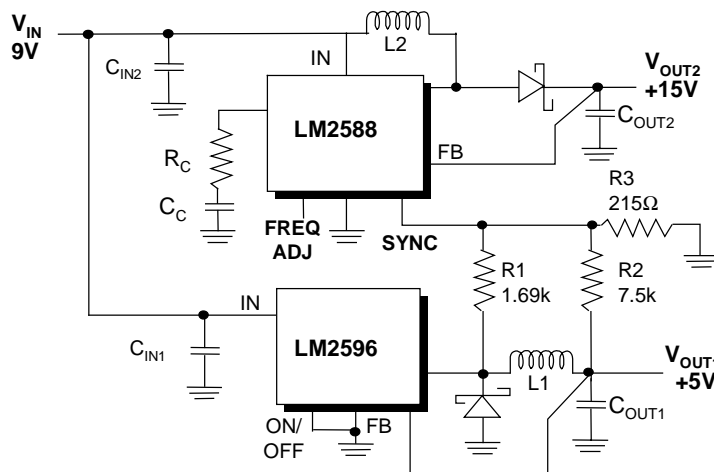 V_IN
9V
L2
IN
C_IN2
V_OUT2
+15V
LM2588
C_OUT2
FB
R_C
C_C
R3
215Ω
FREQ
ADJ
SYNC
R1
1.69k
R2
7.5k
IN
LM2596
C_IN1
V_OUT1
+5V
L1
C_OUT1
ON/
OFF
FB